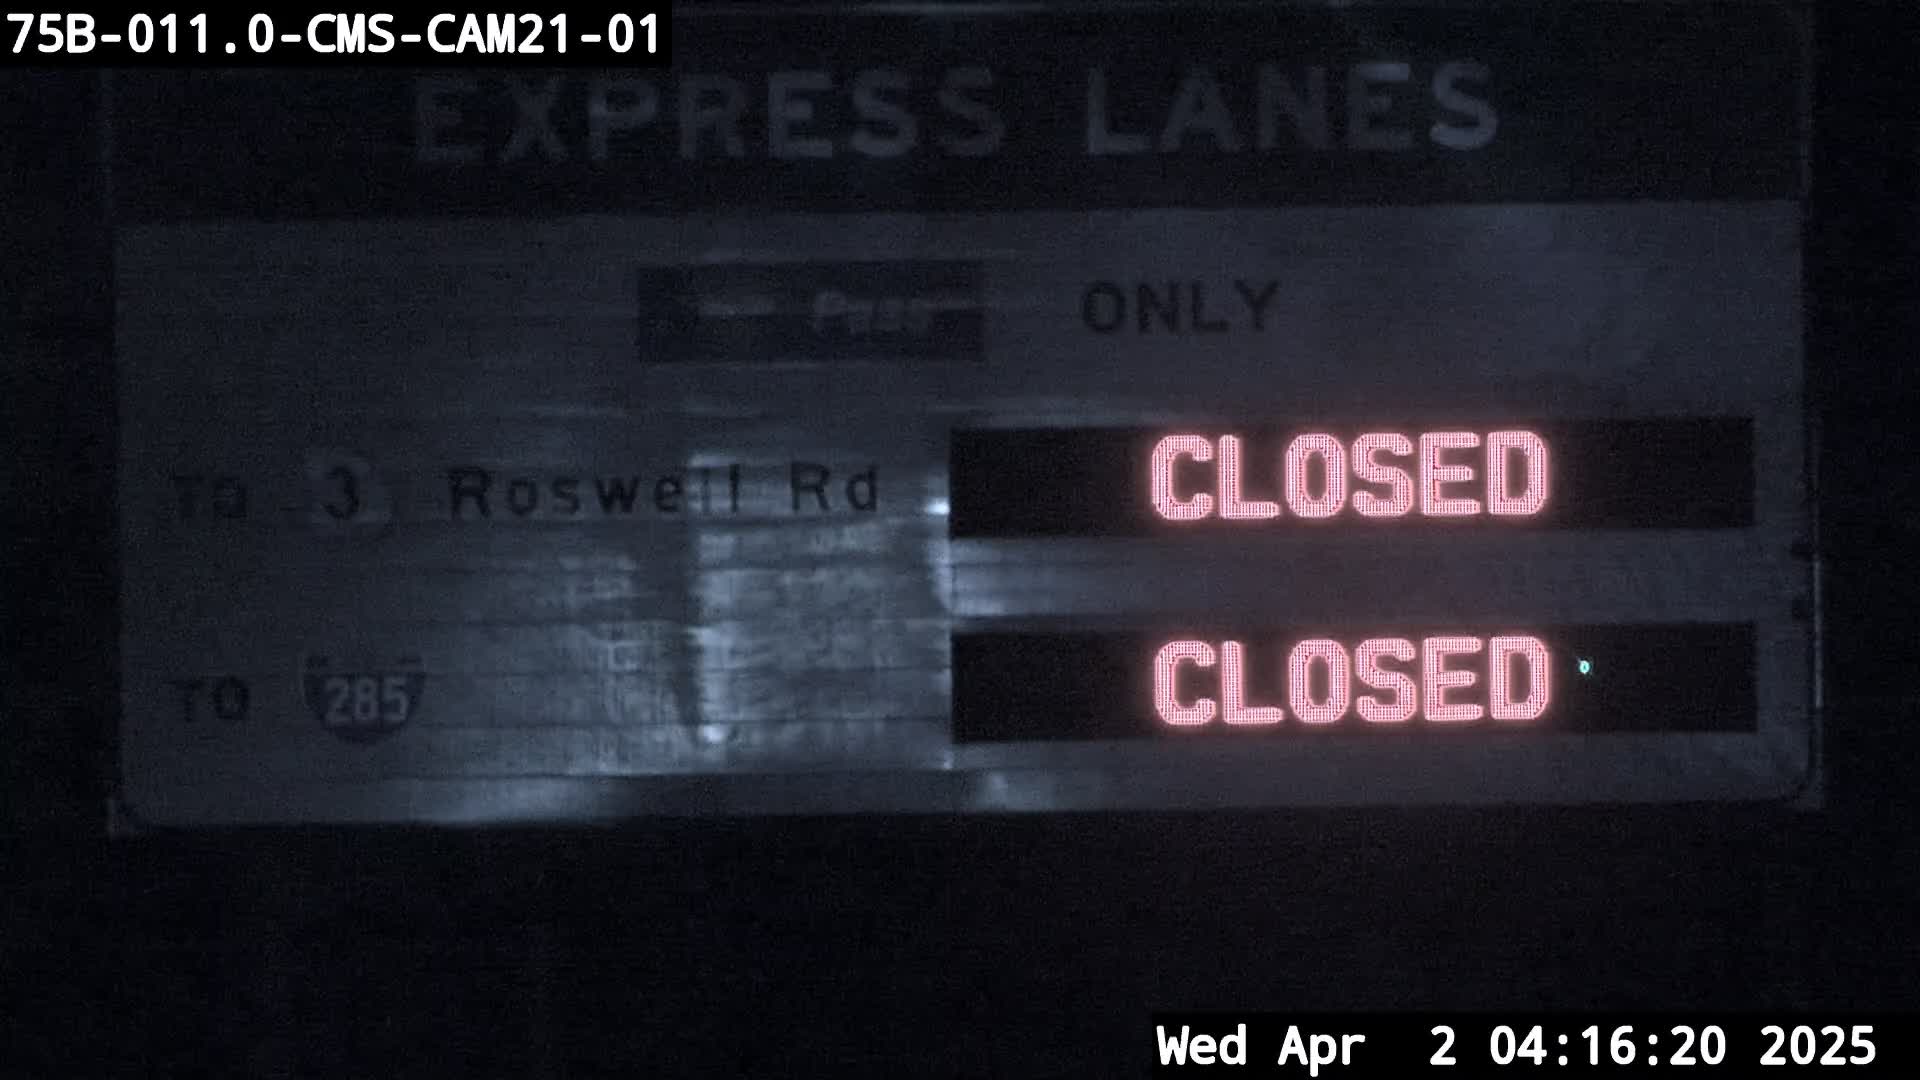 75B-011.0-CMS-CAM21-01
EXPRESS LANES
ONLY
TO 3 Roswell Rd CLOSED
TO 285 CLOSED
Wed Apr 2 04:16:20 2025